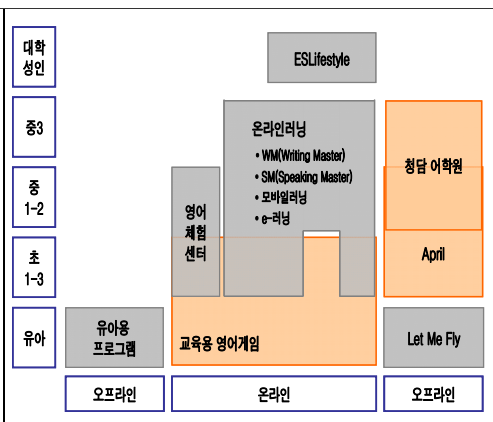 대학
성인
ESLifestyle
중3
온라인러닝
• WM(Writing Master)
• SM(Speaking Master)
• 모바일러닝
• e-러닝
청담 어학원
중
1-2
영어
체험
센터
초
1-3
April
유아
유아용
프로그램
교육용 영어게임
Let Me Fly
오프라인
온라인
오프라인